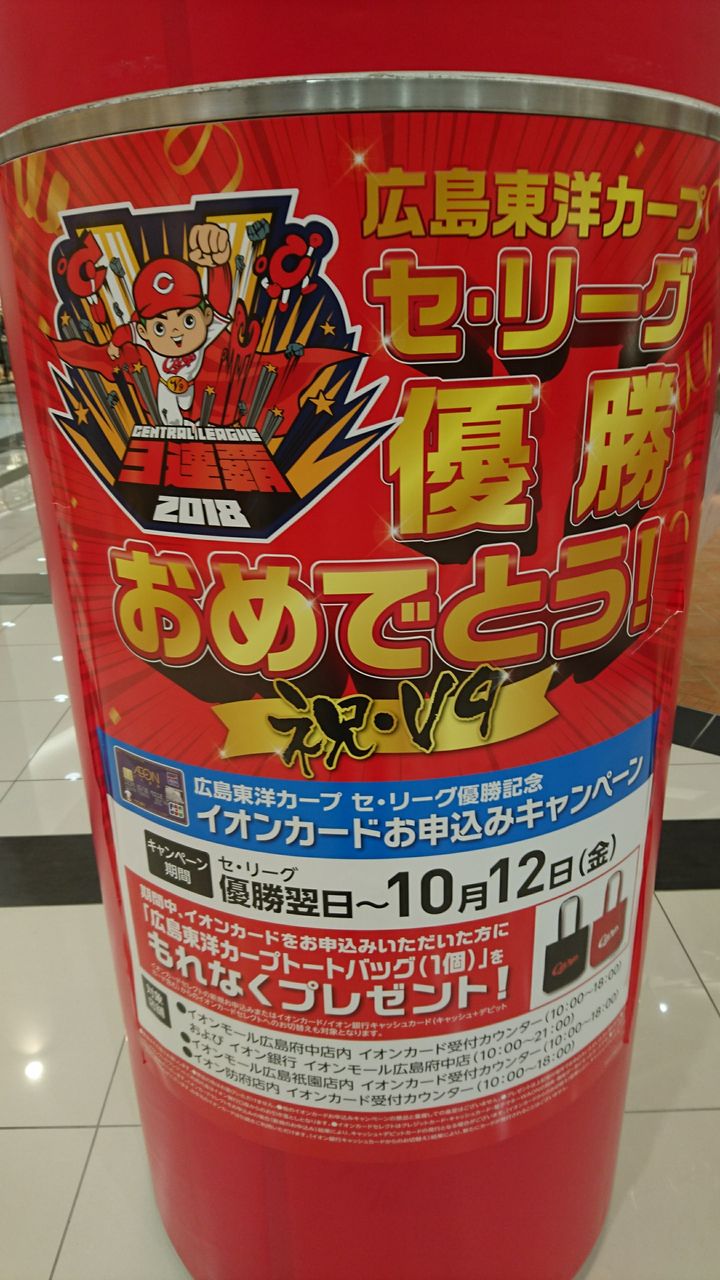 広島東洋カープ
セ・リーグ
優勝
おめでとう!
祝・V9
C
Carp
CENTRAL LEAGUE
3連覇
2018
AEON
広島東洋カープ セ・リーグ優勝記念
イオンカードお申込みキャンペーン
キャンペーン
期間
セ・リーグ
優勝翌日~10月12日(金)
期間中、イオンカードをお申込みいただいた方に
「広島東洋カープトートバッグ(1個)」を
もれなくプレゼント!
Carp
Carp
●イオンモール広島府中店内 イオンカード受付カウンター(10:00~18:00)
および イオン銀行 イオンモール広島府中店(10:00~21:00)
●イオンモール広島祇園店内 イオンカード受付カウンター(10:00~18:00)
●イオン防府店内 イオンカード受付カウンター(10:00~18:00)